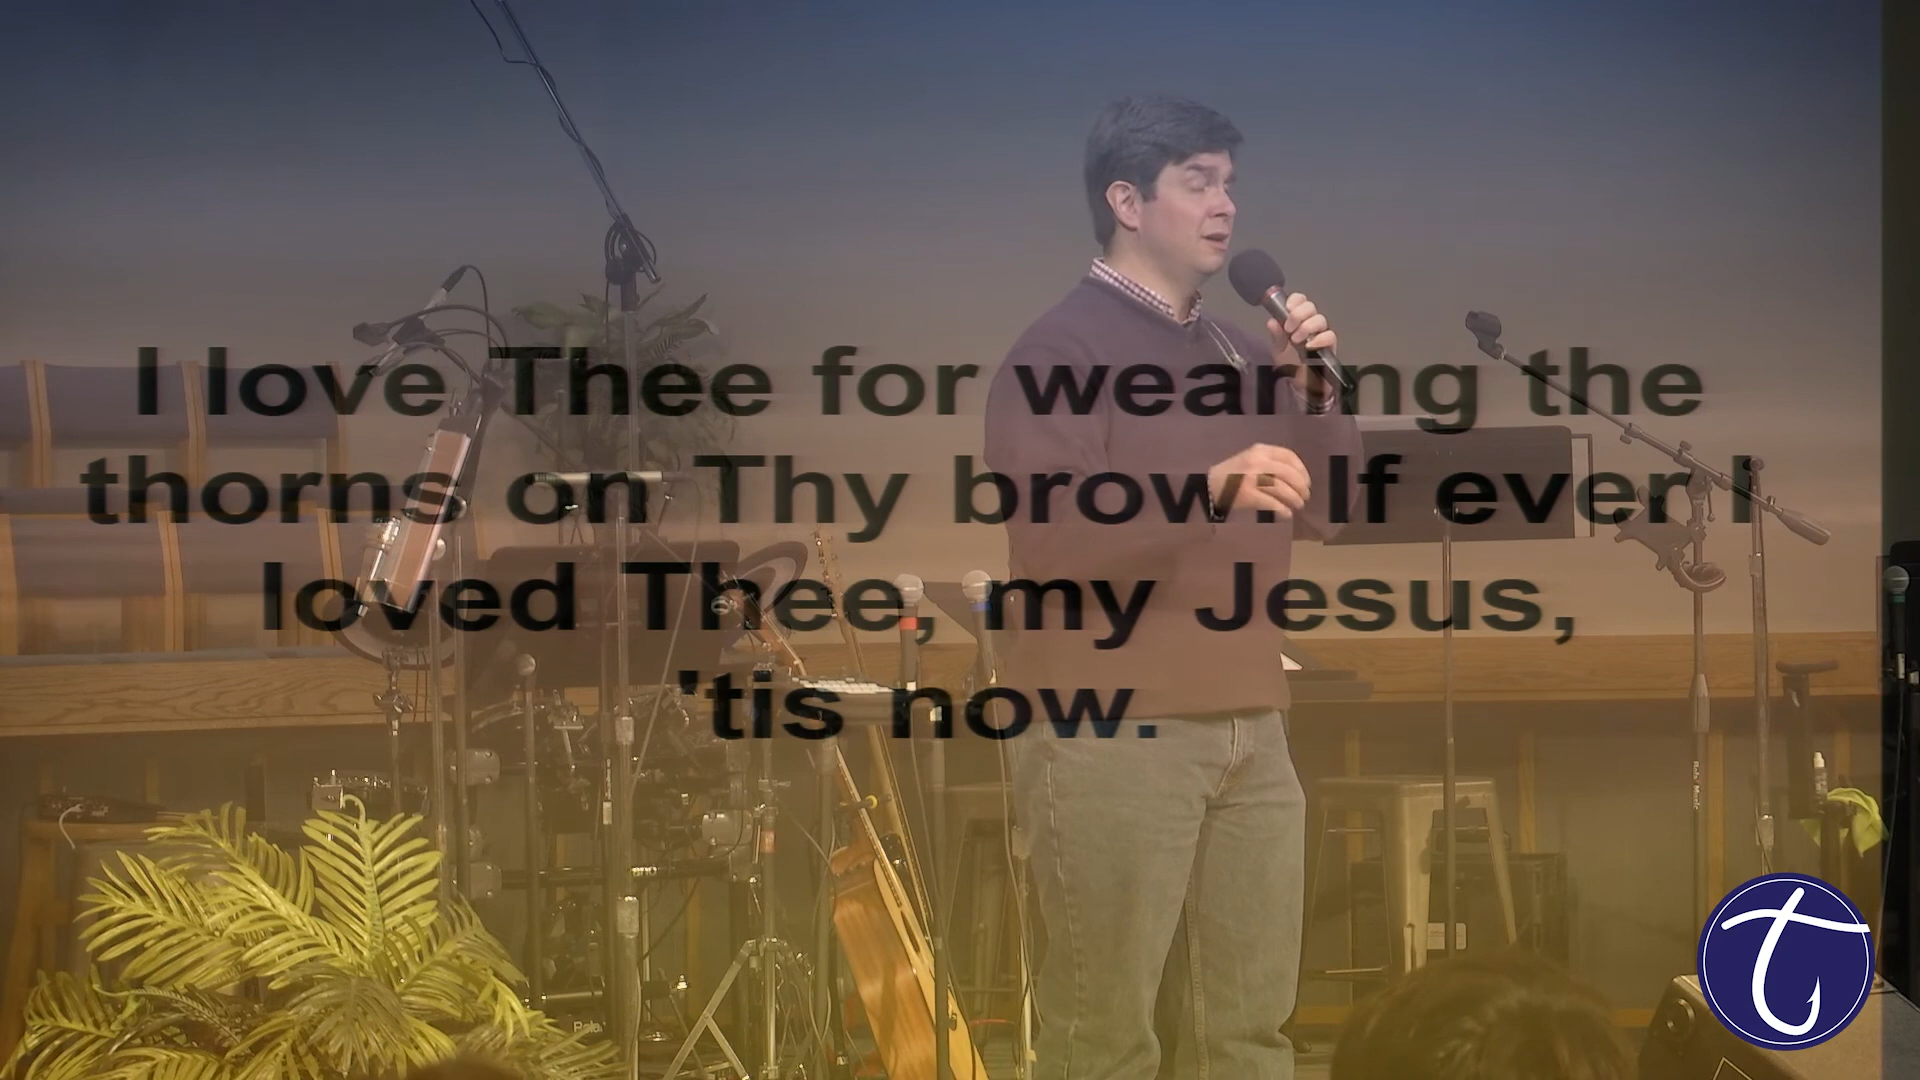 I love Thee for wearing the
thorns on Thy brow: If ever I
loved Thee, my Jesus,
'tis now.